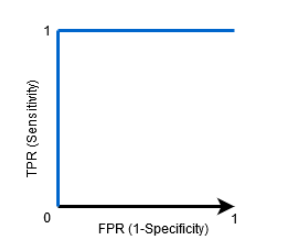 1
TPR (Sensitivity)
0
1
FPR (1-Specificity)